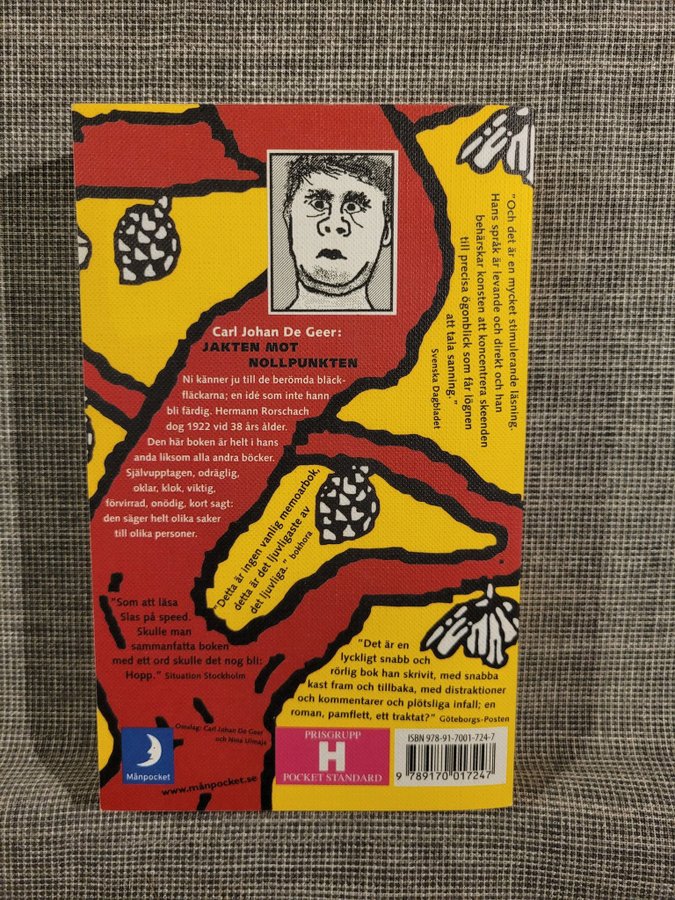 "Och det är en mycket stimulerande läsning.
Hans språk är levande och direkt och han
behärskar konsten att koncentrera skeenden
till precisa ögonblick som får lögnen
att tala sanning."
Svenska Dagbladet
Carl Johan De Geer:
JAKTEN MOT
NOLLPUNKTEN
Ni känner ju till de berömda bläck-
fläckarna; en idé som inte hann
bli färdig. Hermann Rorschach
dog 1922 vid 38 års ålder.
Den här boken är helt i hans
anda liksom alla andra böcker.
Självupptagen, odräglig,
oklar, klok, viktig,
förvirrad, onödig, kort sagt:
den säger helt olika saker
till olika personer.
"Detta är ingen vanlig memoarbok,
detta är det ljuvligaste av
det ljuvliga." bokhora
"Som att läsa
Slas på speed.
Skulle man
sammanfatta boken
med ett ord skulle det nog bli:
Hopp." Situation Stockholm
"Det är en
lyckligt snabb och
rörlig bok han skrivit, med snabba
kast fram och tillbaka, med distraktioner
och kommentarer och plötsliga infall; en
roman, pamflett, ett traktat?" Göteborgs-Posten
Omslag: Carl Johan De Geer
och Nina Ulmaja
Månpocket
www.månpocket.se
PRISGRUPP
H
POCKET STANDARD
ISBN 978-91-7001-724-7
9 789170 017247